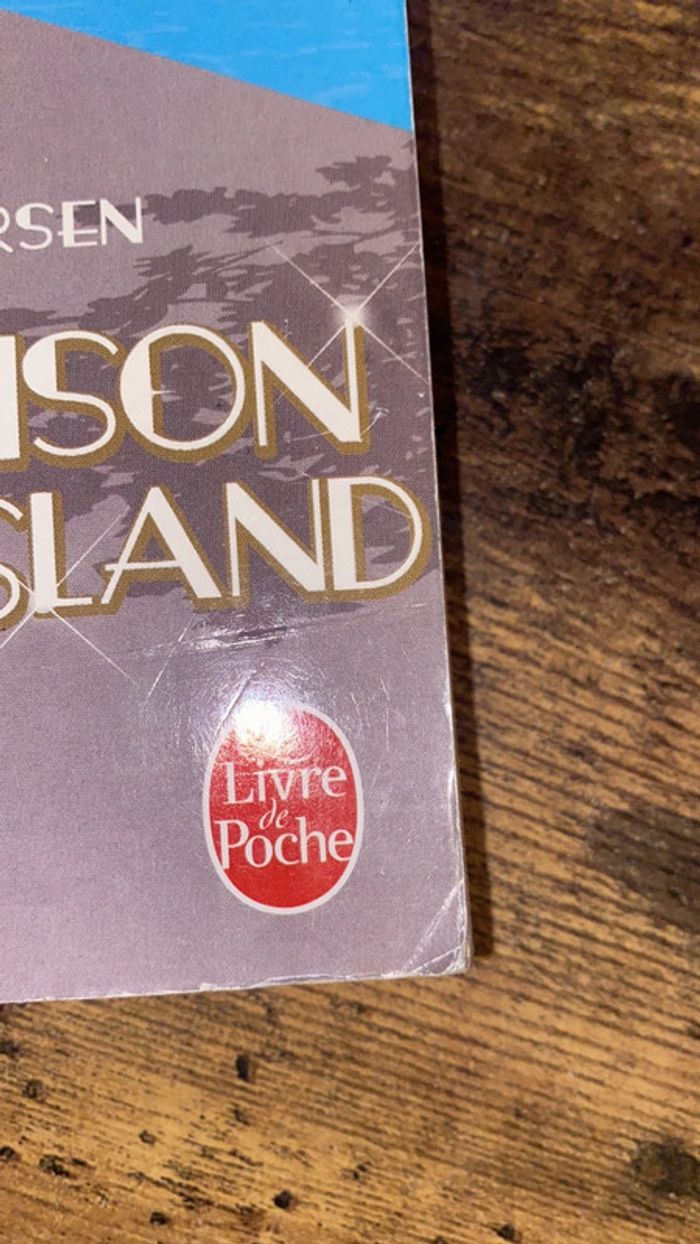 RSEN
ISON
SLAND
Livre
de
Poche